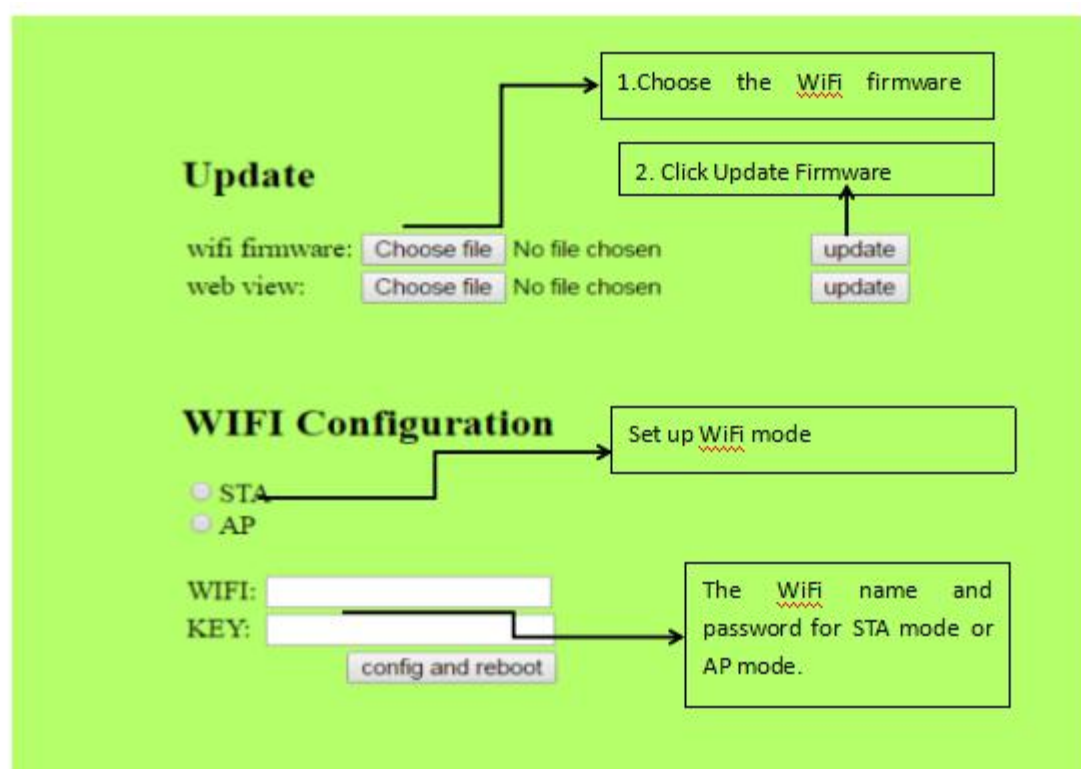 1.Choose the WiFi firmware
Update
2. Click Update Firmware
wifi firmware: Choose file No file chosen update
web view: Choose file No file chosen update
WIFI Configuration
Set up WiFi mode
STA
AP
WIFI:
KEY:
config and reboot
The WiFi name and
password for STA mode or
AP mode.